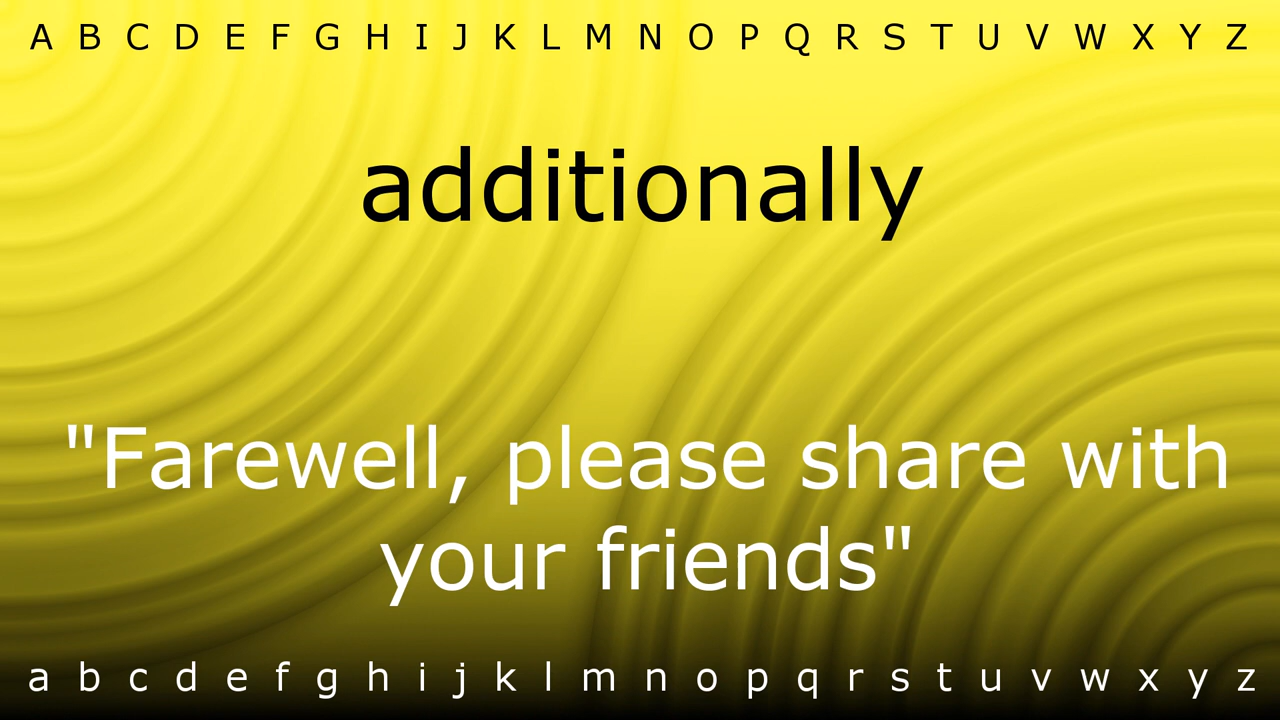 A B C D E F G H I J K L M N O P Q R S T U V W X Y Z
additionally
"Farewell, please share with
your friends"
a b c d e f g h i j k l m n o p q r s t u v w x y z